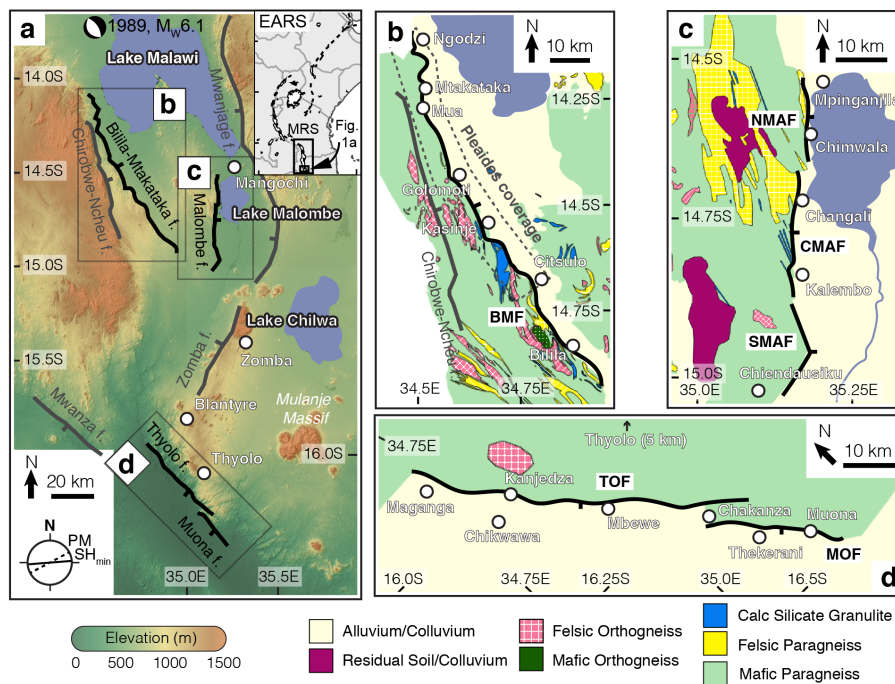 a
1989, MW6.1
EARS
MRS
Fig.
1a
Lake Malawi
Mwanjage f.
14.0S
b
Bilila-Mtakataka f.
Chirobwe-Ncheu f.
14.5S
c
Mangochi
Malombe f.
Lake Malombe
15.0S
Lake Chilwa
Zomba f.
Zomba
15.5S
Mwanza f.
Blantyre
Mulanje
Massif
d
Thyolo f.
Thyolo
16.0S
Muona f.
N
20 km
N
PM
SHmin
35.0E
35.5E
b
N
10 km
Ngodzi
Mtakataka
Mua
14.25S
Pleaides coverage
Golomoti
Kasinje
14.5S
Chirobwe-Ncheu
Citsulo
BMF
14.75S
Bilila
34.5E
34.75E
c
N
10 km
14.5S
Mpinganjila
NMAF
Chimwala
14.75S
Changali
CMAF
Kalembo
SMAF
15.0S
Chiendausiku
35.0E
35.25E
34.75E
Thyolo (5 km)
N
10 km
Kanjedza
TOF
Maganga
Chikwawa
Mbewe
Chakanza
Muona
Thekerani
MOF
16.0S
34.75E
16.25S
35.0E
16.5S
d
Elevation (m)
0 500 1000 1500
Alluvium/Colluvium
Residual Soil/Colluvium
Felsic Orthogneiss
Mafic Orthogneiss
Calc Silicate Granulite
Felsic Paragneiss
Mafic Paragneiss